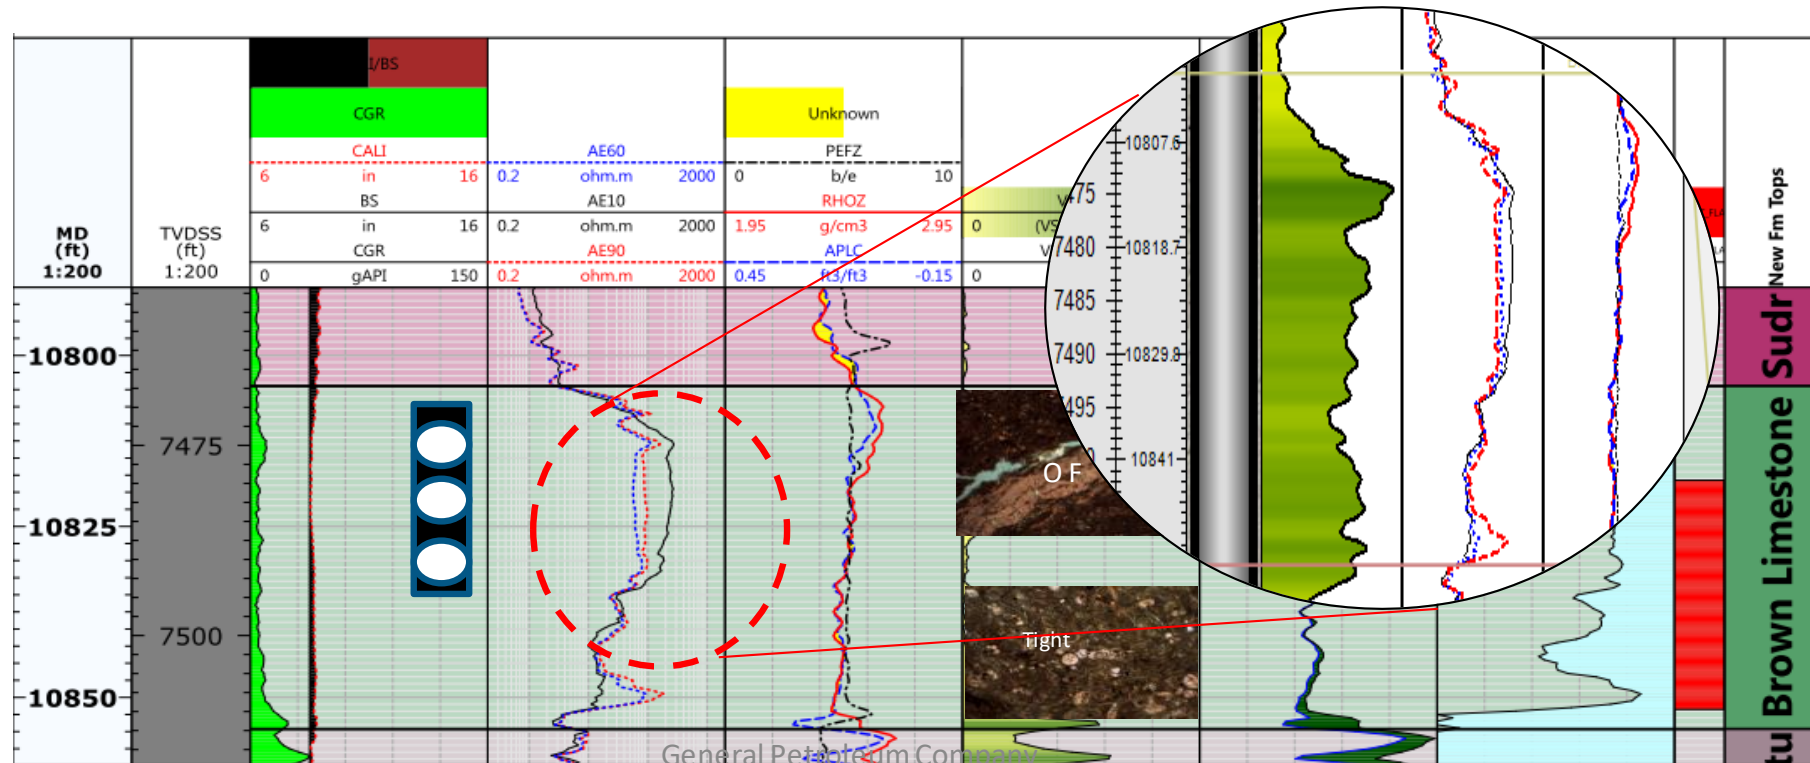 MD
(ft)
1:200
TVDSS
(ft)
1:200
I/BS
CGR
CALI
6 in 16
BS
6 in 16
CGR
0 gAPI 150
AE60
0.2 ohm.m 2000
AE10
0.2 ohm.m 2000
AE90
0.2 ohm.m 2000
Unknown
PEFZ
0 b/e 10
RHOZ
1.95 g/cm3 2.95
APLC
0.45 ft3/ft3 -0.15
0 (VS
0
New Fm Tops
10800
10825
10850
7475
7500
75
7480
7485
7490
495
10807.6
10818.7
10829.8
10841
O F
Tight
Sudr
Brown Limestone
tu
General Petroleum Company